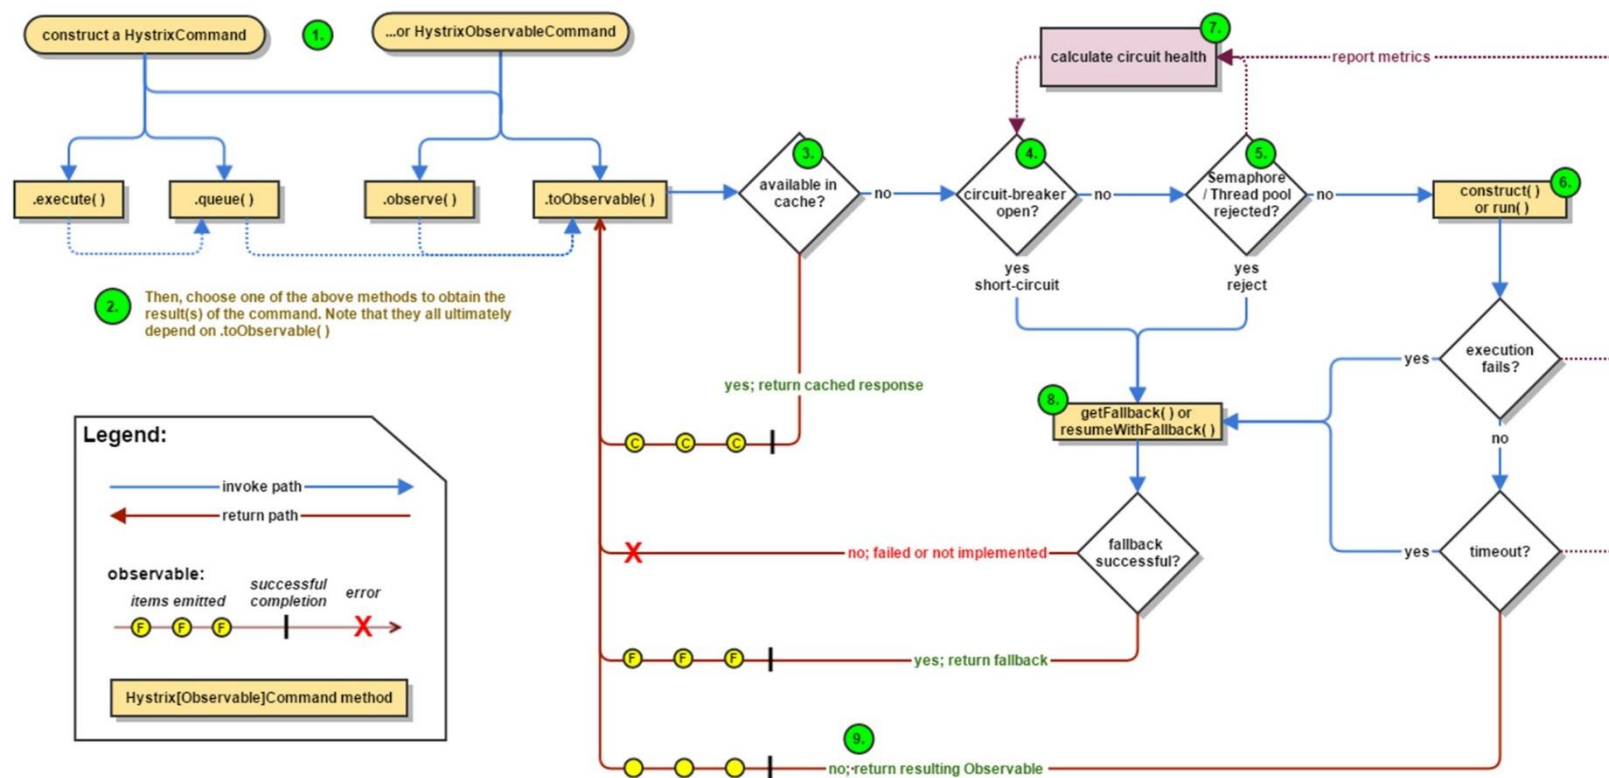 construct a HystrixCommand
1.
...or HystrixObservableCommand
7.
calculate circuit health
report metrics
.execute( )
.queue( )
.observe( )
.toObservable( )
3.
available in
cache?
no
4.
circuit-breaker
open?
no
5.
Semaphore
/ Thread pool
rejected?
no
6.
construct( )
or run( )
yes
short-circuit
yes
reject
2.
Then, choose one of the above methods to obtain the
result(s) of the command. Note that they all ultimately
depend on .toObservable( )
yes; return cached response
C C C
8.
getFallback( ) or
resumeWithFallback( )
yes
execution
fails?
no
yes
timeout?
fallback
successful?
no; failed or not implemented
X
F F F
yes; return fallback
9.
no; return resulting Observable
Legend:
invoke path
return path
observable:
items emitted
successful
completion
error
F F F
X
Hystrix[Observable]Command method